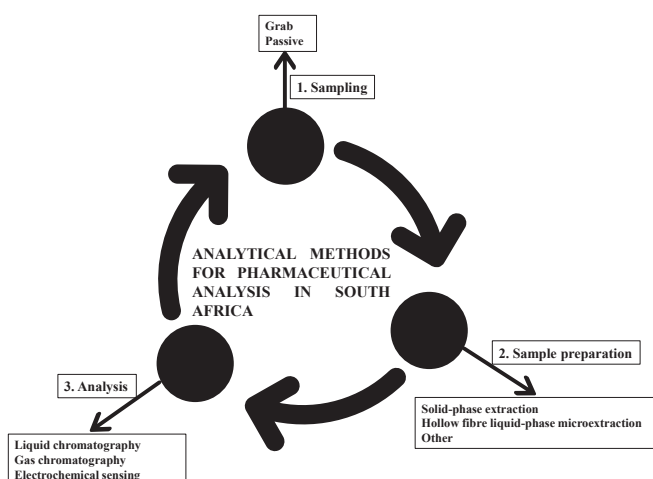 Grab
Passive
1. Sampling
ANALYTICAL METHODS
FOR PHARMACEUTICAL
ANALYSIS IN SOUTH
AFRICA
2. Sample preparation
Solid-phase extraction
Hollow fibre liquid-phase microextraction
Other
3. Analysis
Liquid chromatography
Gas chromatography
Electrochemical sensing